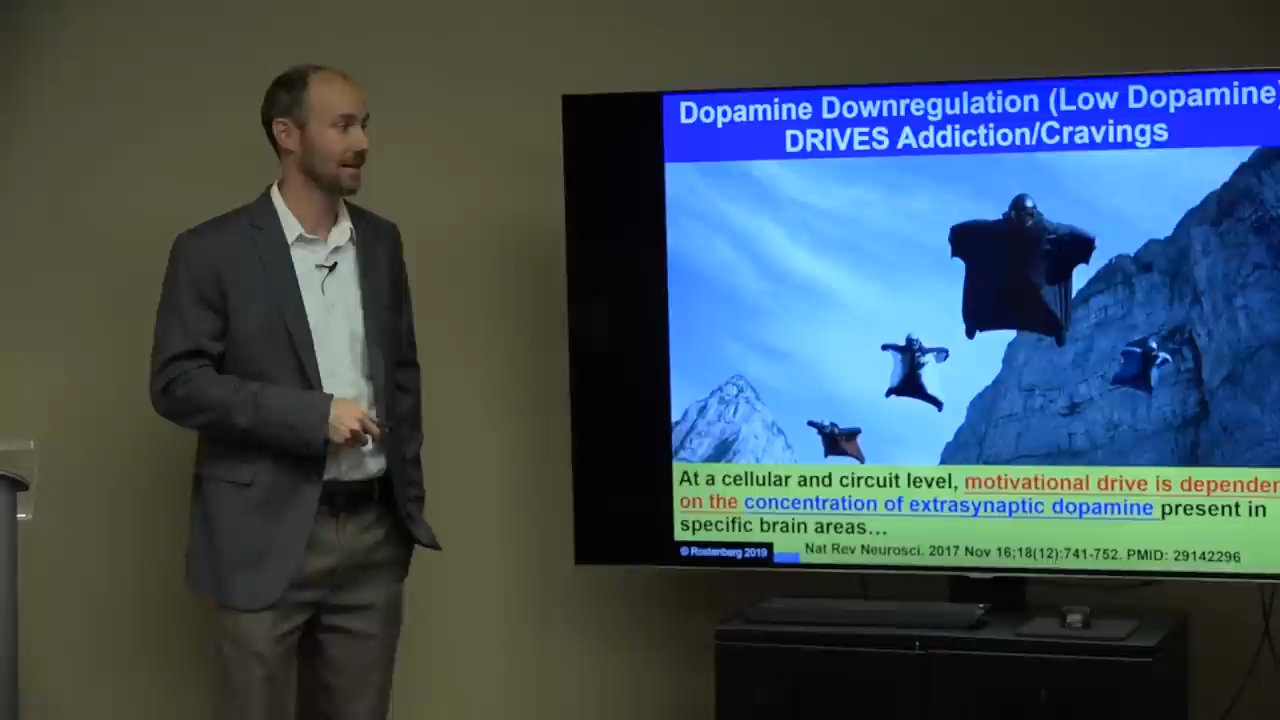 Dopamine Downregulation (Low Dopamine)
DRIVES Addiction/Cravings
At a cellular and circuit level, motivational drive is dependen
on the concentration of extrasynaptic dopamine present in
specific brain areas…
© Rostenberg 2019
Nat Rev Neurosci. 2017 Nov 16;18(12):741-752. PMID: 29142296